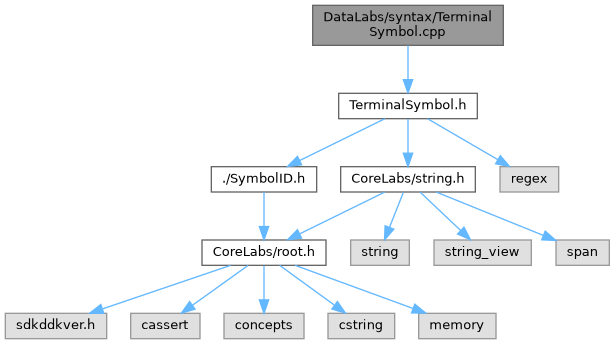 DataLabs/syntax/Terminal
Symbol.cpp
TerminalSymbol.h
./SymbolID.h
CoreLabs/string.h
regex
CoreLabs/root.h
string
string_view
span
sdkddkver.h
cassert
concepts
cstring
memory